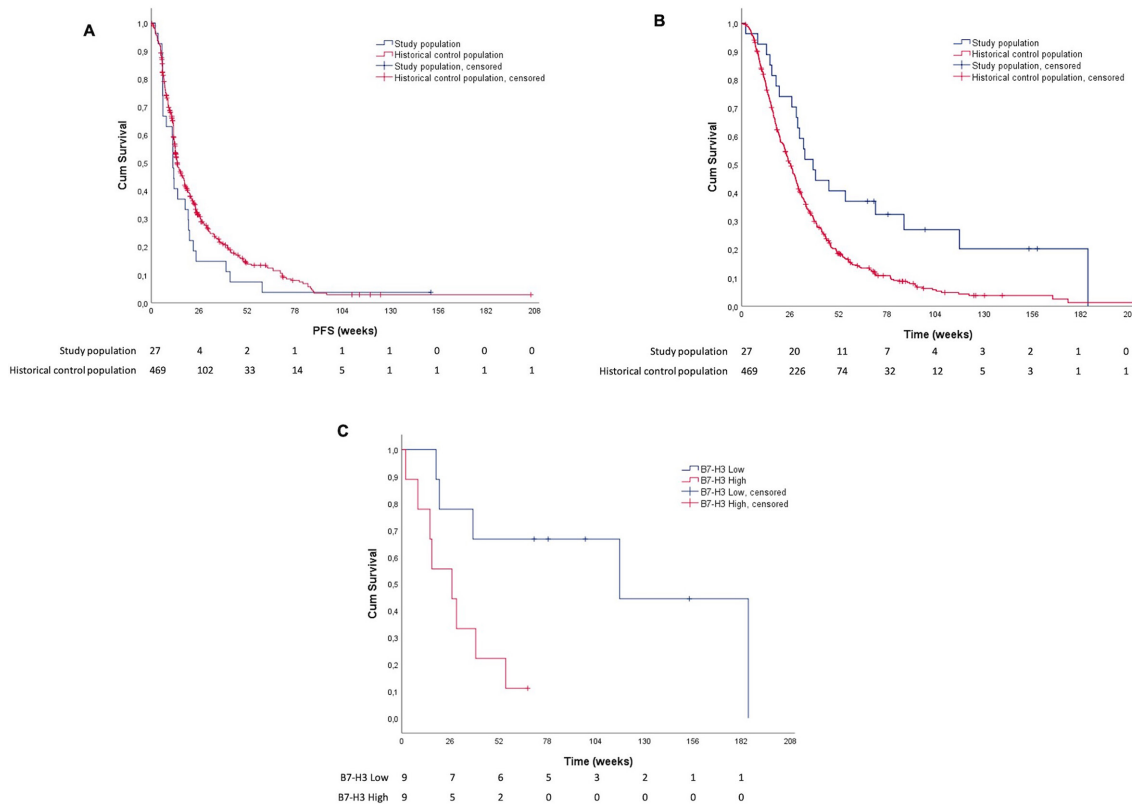 A
Study population
Historical control population
Study population, censored
Historical control population, censored
Cum Survival
1,0
0,9
0,8
0,7
0,6
0,5
0,4
0,3
0,2
0,1
0,0
0 26 52 78 104 130 156 182 208
PFS (weeks)
Study population 27 4 2 1 1 1 0 0 0
Historical control population 469 102 33 14 5 1 1 1 1
B
Study population
Historical control population
Study population, censored
Historical control population, censored
Cum Survival
1,0
0,9
0,8
0,7
0,6
0,5
0,4
0,3
0,2
0,1
0,0
0 26 52 78 104 130 156 182 208
Time (weeks)
Study population 27 20 11 7 4 3 2 1 0
Historical control population 469 226 74 32 12 5 3 1 1
C
B7-H3 Low
B7-H3 High
B7-H3 Low, censored
B7-H3 High, censored
Cum Survival
1,0
0,9
0,8
0,7
0,6
0,5
0,4
0,3
0,2
0,1
0,0
0 26 52 78 104 130 156 182 208
Time (weeks)
B7-H3 Low 9 7 6 5 3 2 1 1
B7-H3 High 9 5 2 0 0 0 0 0